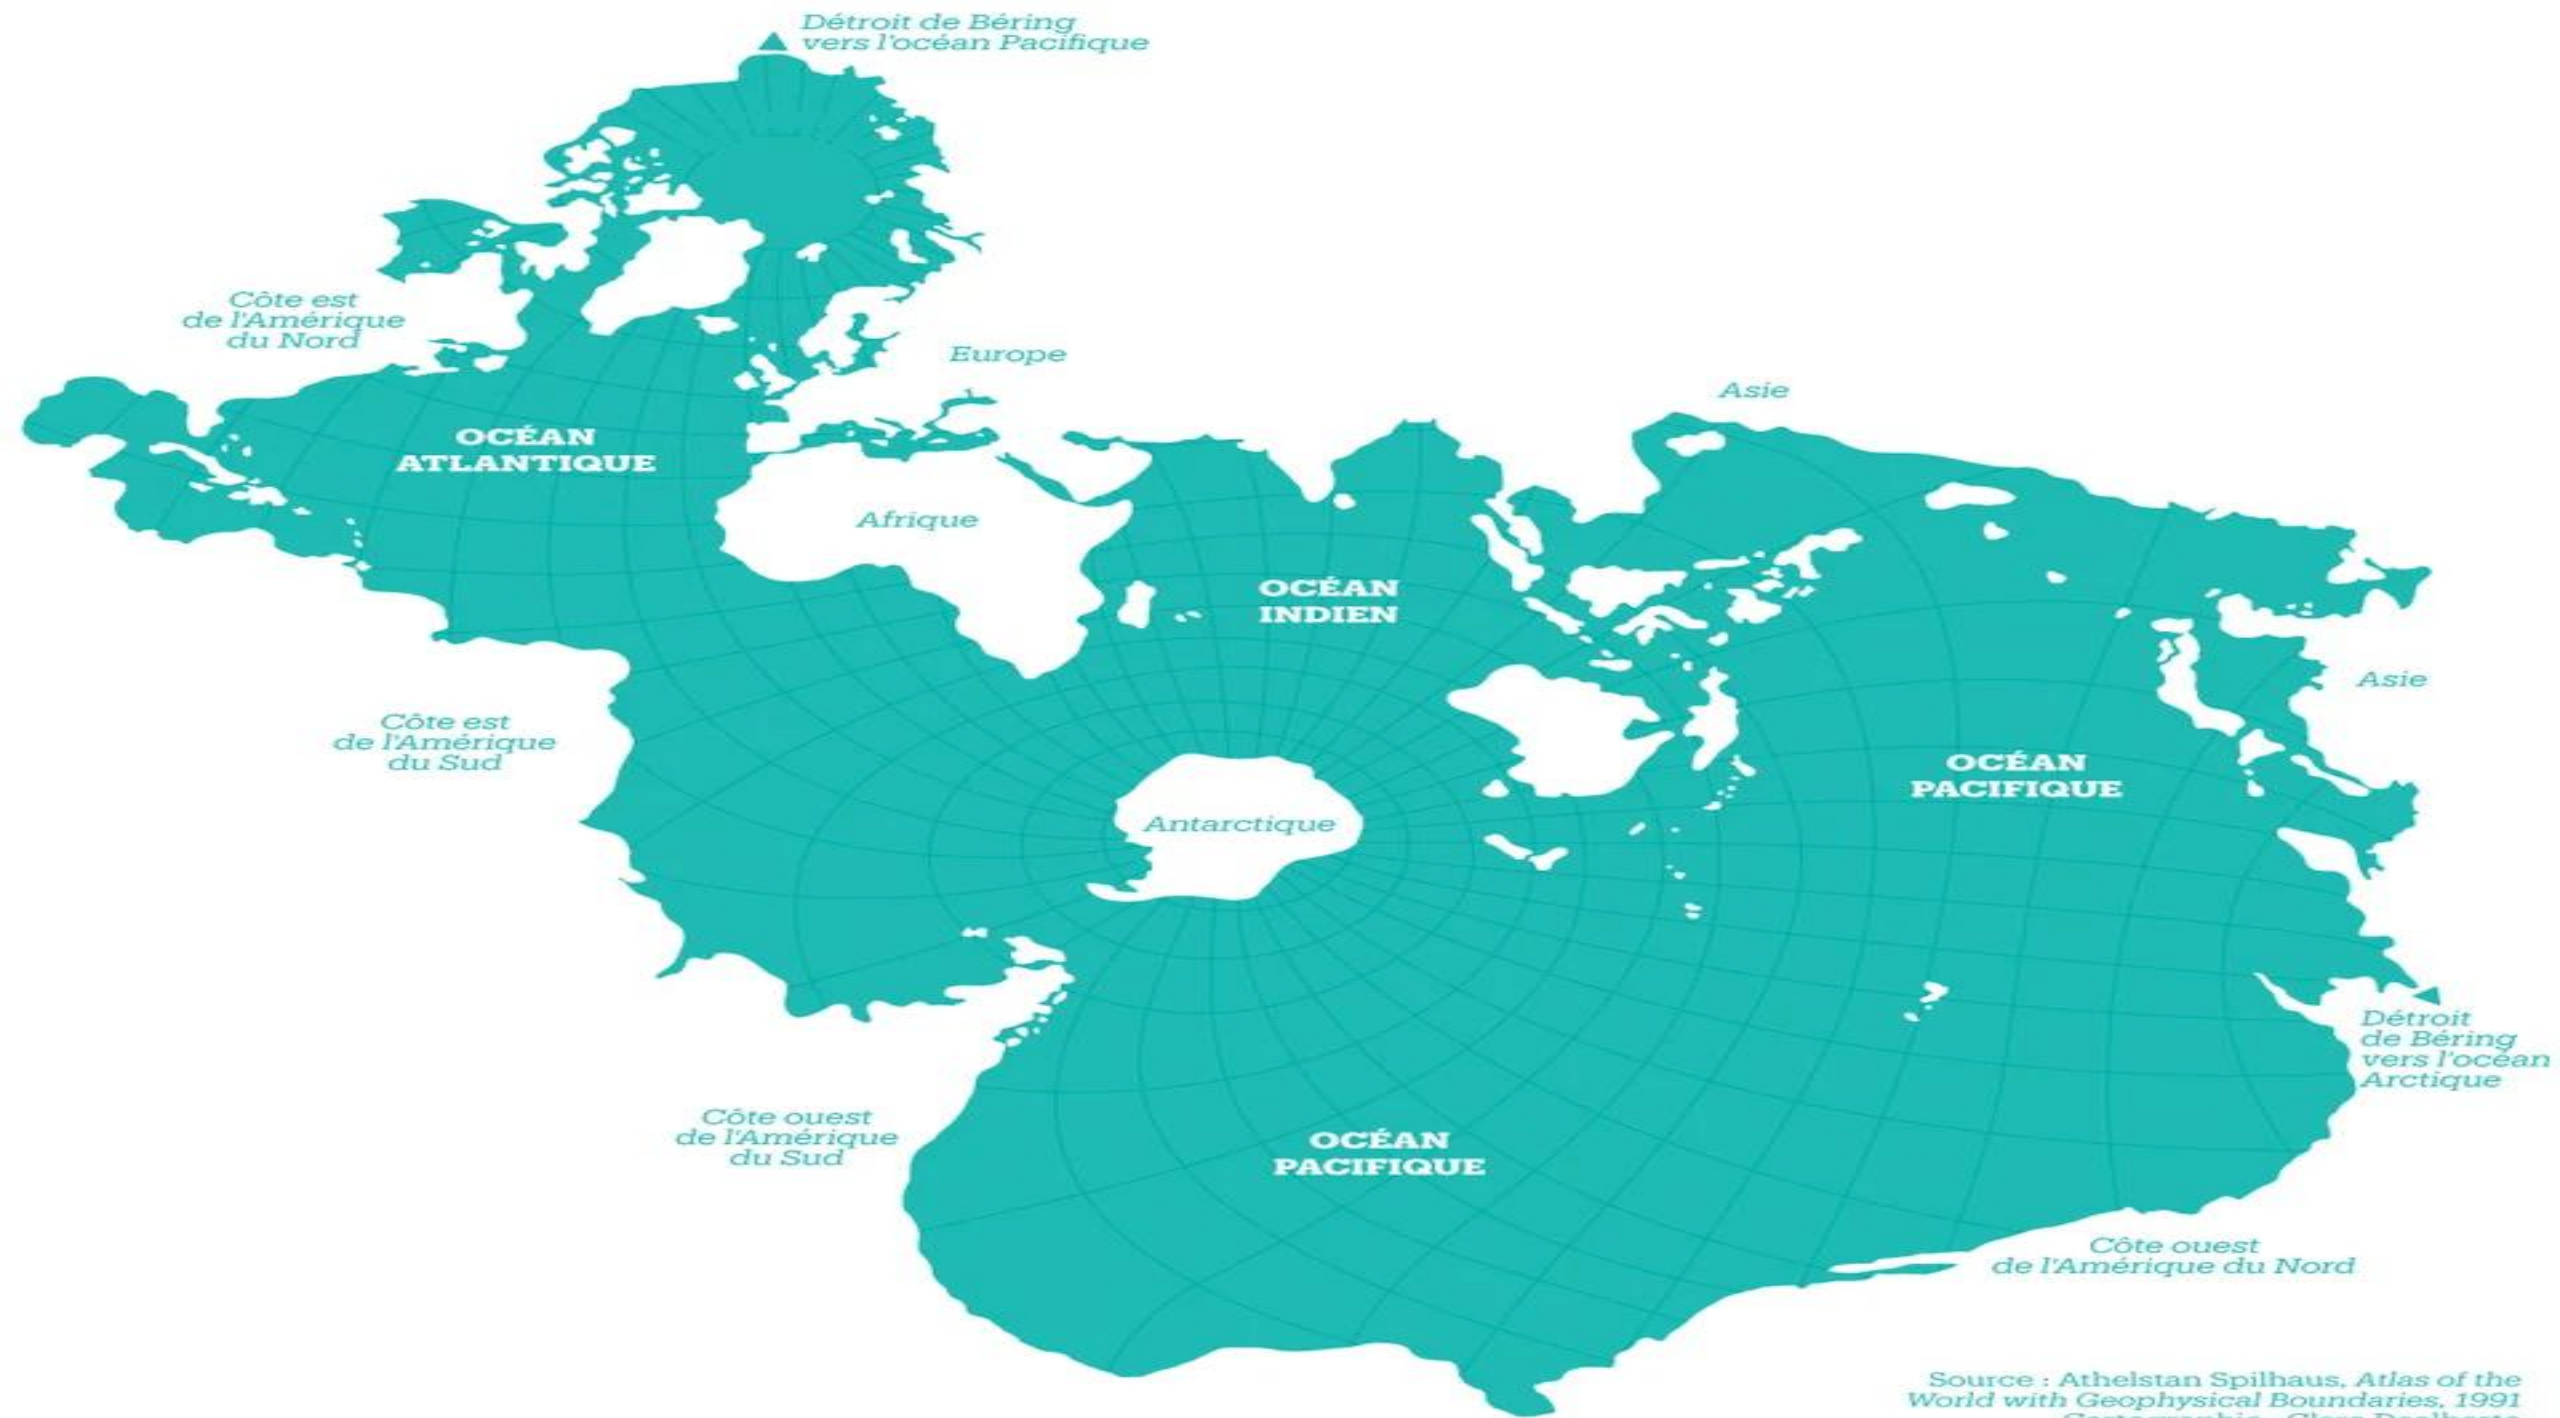 Détroit de Béring
vers l'océan Pacifique
Côte est
de l'Amérique
du Nord
Europe
Asie
OCÉAN
ATLANTIQUE
Afrique
OCÉAN
INDIEN
Asie
Côte est
de l'Amérique
du Sud
OCÉAN
PACIFIQUE
Antarctique
Détroit
de Béring
vers l'océan
Arctique
Côte ouest
de l'Amérique
du Sud
OCÉAN
PACIFIQUE
Côte ouest
de l'Amérique du Nord
Source : Athelstan Spilhaus, Atlas of the
World with Geophysical Boundaries, 1991